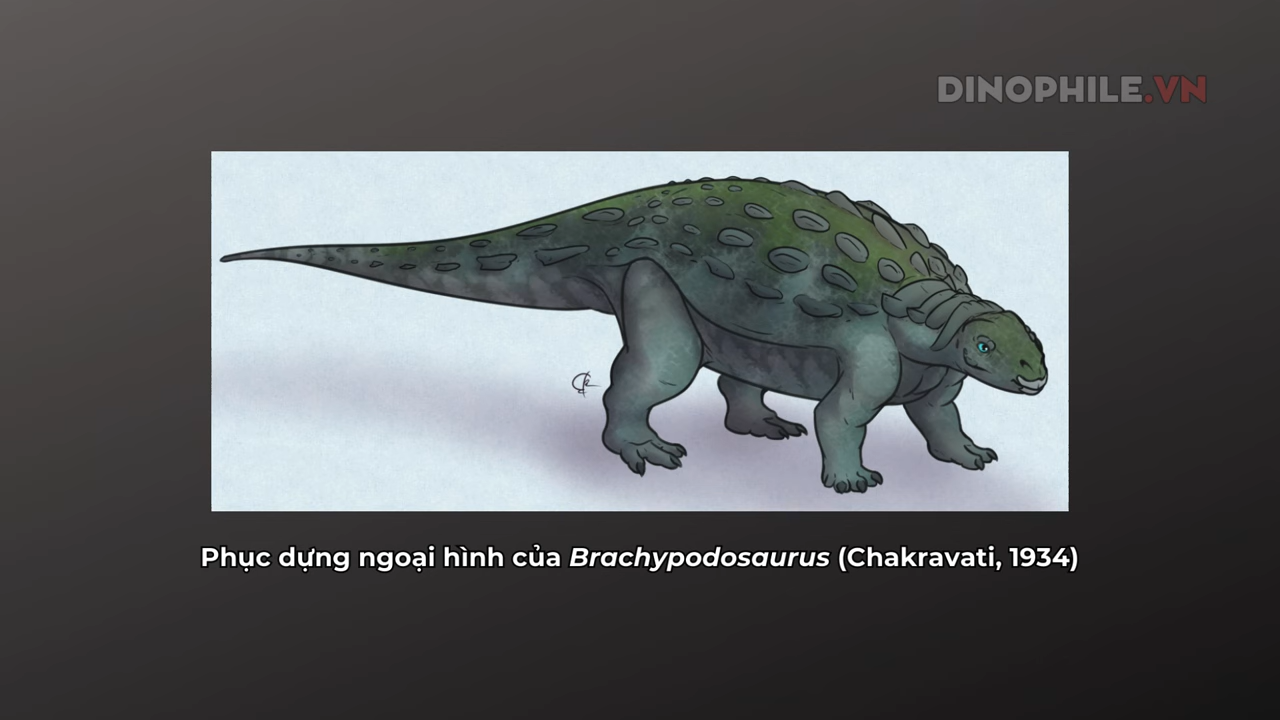 DINOPHILE.VN
Phục dựng ngoại hình của Brachypodosaurus (Chakravati, 1934)